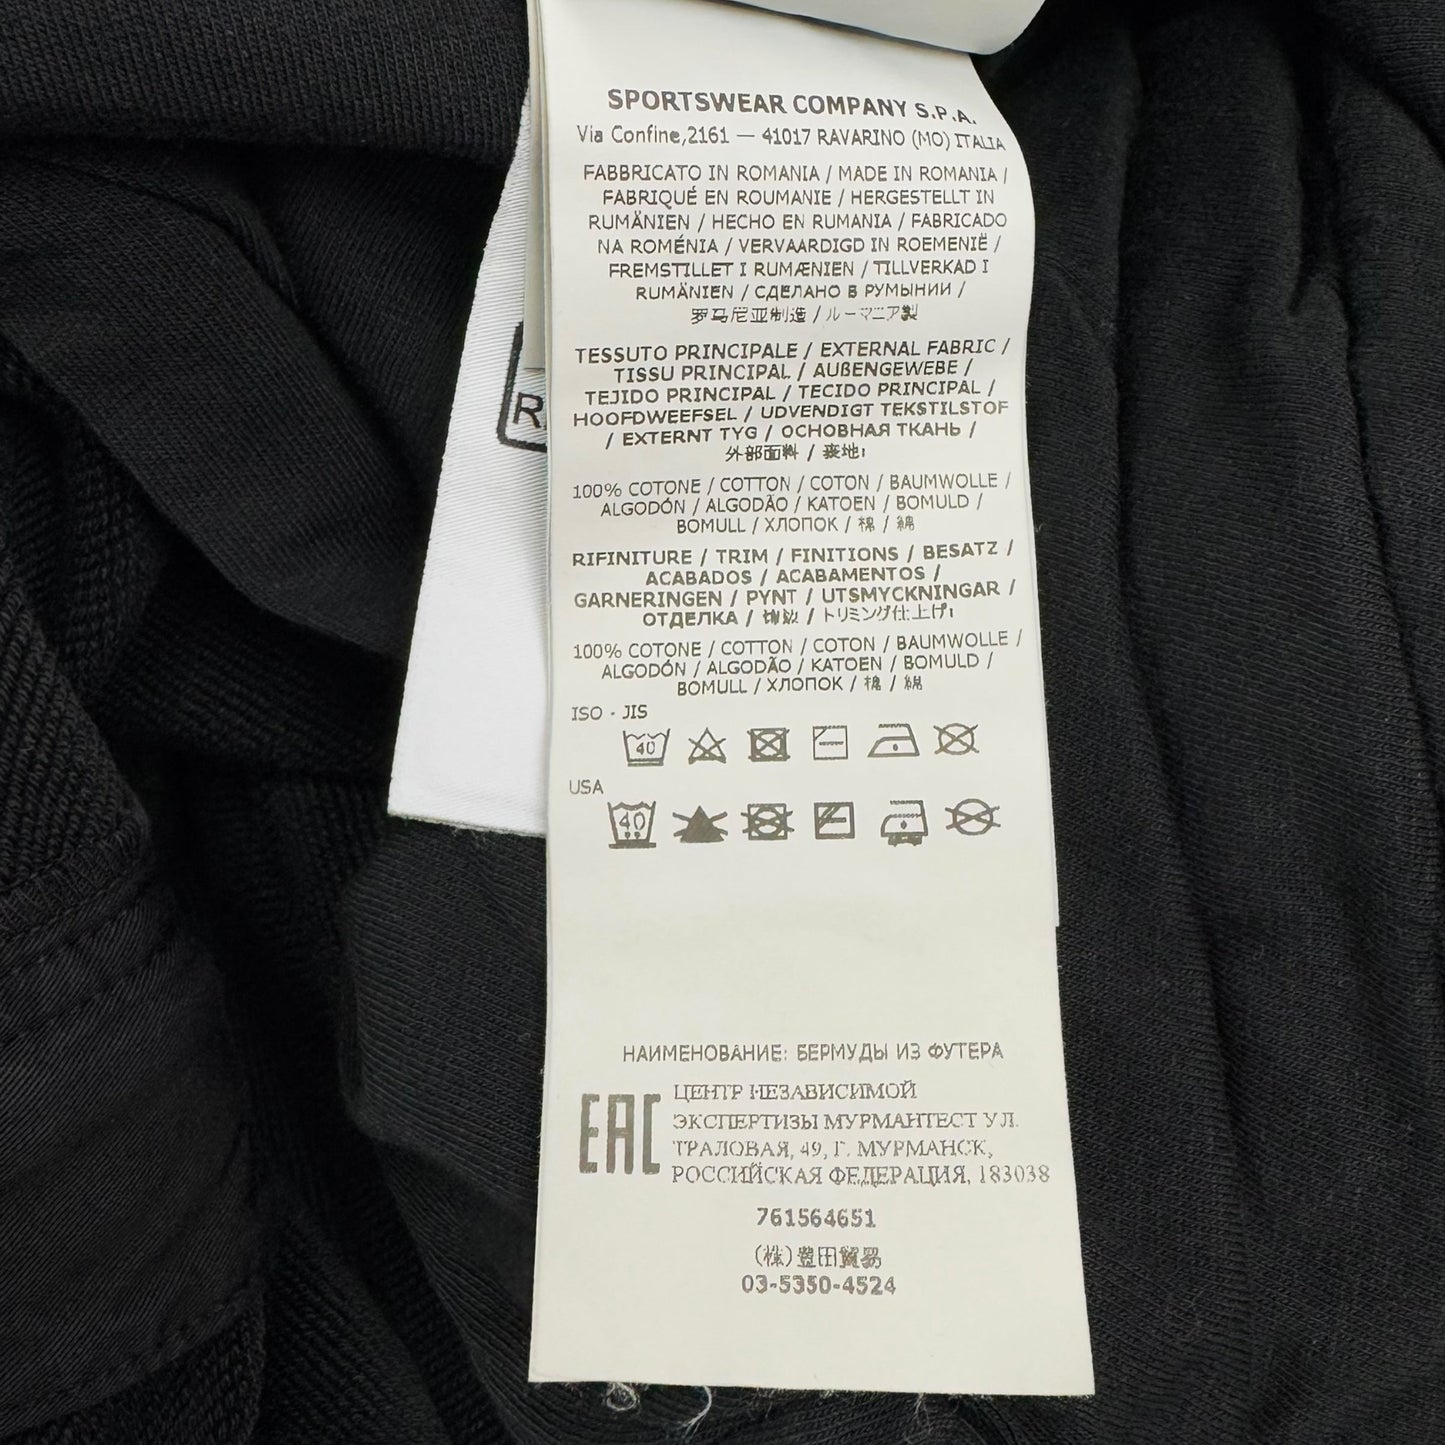 SPORTSWEAR COMPANY S.P.A.
Via Confine,2161 — 41017 RAVARINO (MO) ITALIA
FABBRICATO IN ROMANIA / MADE IN ROMANIA /
FABRIQUÉ EN ROUMANIE / HERGESTELLT IN
RUMÄNIEN / HECHO EN RUMANIA / FABRICADO
NA ROMÉNIA / VERVAARDIGD IN ROEMENIË /
FREMSTILLET I RUMÆNIEN / TILLVERKAD I
RUMÄNIEN / СДЕЛАНО В РУМЫНИИ /
罗马尼亚制造 / ルーマニア製
TESSUTO PRINCIPALE / EXTERNAL FABRIC /
TISSU PRINCIPAL / AUßENGEWEBE /
TEJIDO PRINCIPAL / TECIDO PRINCIPAL /
HOOFDWEEFSEL / UDVENDIGT TEKSTILSTOF
/ EXTERNT TYG / ОСНОВНАЯ ТКАНЬ /
外部面料 / 表地:
100% COTONE / COTTON / COTON / BAUMWOLLE /
ALGODÓN / ALGODÃO / KATOEN / BOMULD /
BOMULL / ХЛОПОК / 棉 / 綿
RIFINITURE / TRIM / FINITIONS / BESATZ /
ACABADOS / ACABAMENTOS /
GARNERINGEN / PYNT / UTSMYCKNINGAR /
ОТДЕЛКА / / トリミング仕上げ:
100% COTONE / COTTON / COTON / BAUMWOLLE /
ALGODÓN / ALGODÃO / KATOEN / BOMULD /
BOMULL / ХЛОПОК / 棉 / 綿
ISO - JIS
40
USA
40
НАИМЕНОВАНИЕ: БЕРМУДЫ ИЗ ФУТЕРА
EAC
ЦЕНТР НЕЗАВИСИМОЙ
ЭКСПЕРТИЗЫ МУРМАНТЕСТ УЛ.
ТРАЛОВАЯ, 49, Г. МУРМАНСК,
РОССИЙСКАЯ ФЕДЕРАЦИЯ, 183038
761564651
(株)豊田貿易
03-5350-4524